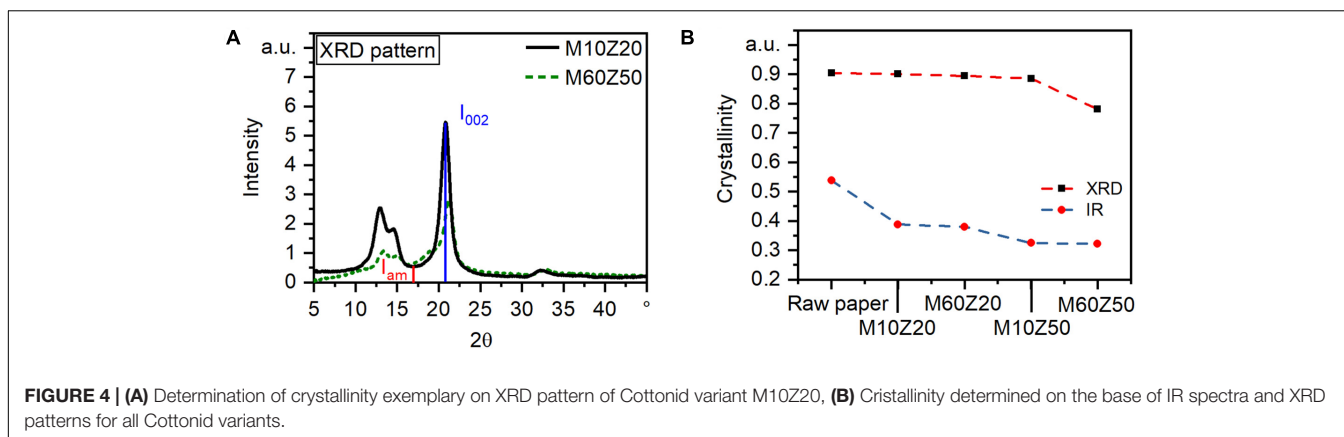 A
a.u.
XRD pattern
M10Z20
M60Z50
7
6
5
4
3
2
1
0
Intensity
I002
Iam
5 10 15 20 25 30 35 40 °
2θ
B
a.u.
0.9
0.8
0.7
0.6
0.5
0.4
0.3
0.2
Crystallinity
XRD
IR
Raw paper M60Z20 M60Z50
M10Z20 M10Z50
FIGURE 4 | (A) Determination of crystallinity exemplary on XRD pattern of Cottonid variant M10Z20, (B) Cristallinity determined on the base of IR spectra and XRD
patterns for all Cottonid variants.